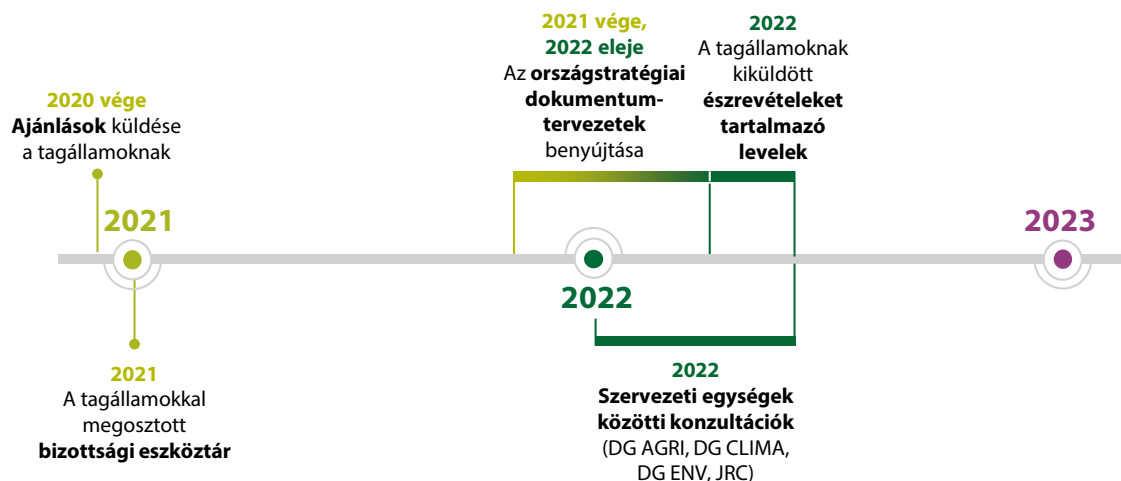 2020 vége
Ajánlások küldése
a tagállamoknak
2021 vége,
2022 eleje
Az országstratégiai
dokumentum-
tervezetek
benyújtása
2022
A tagállamoknak
kiküldött
észrevételeket
tartalmazó
levelek
2021
2022
2023
2021
A tagállamokkal
megosztott
bizottsági eszköztár
2022
Szervezeti egységek
közötti konzultációk
(DG AGRI, DG CLIMA,
DG ENV, JRC)